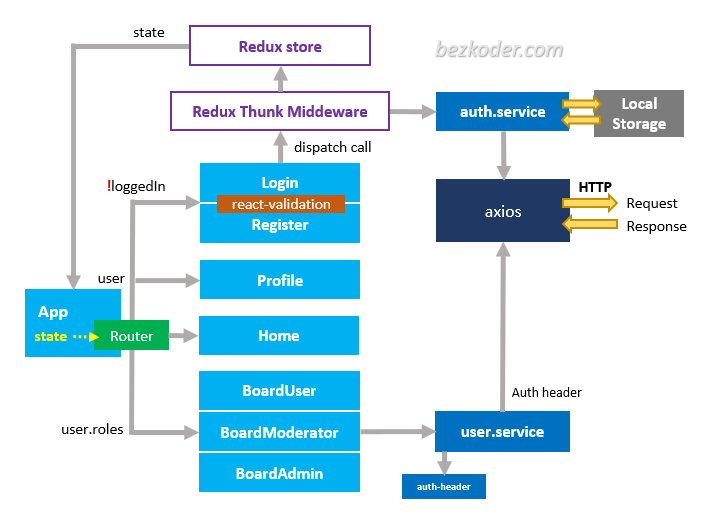 state
Redux store
bezkoder.com
Redux Thunk Middeware
auth.service
Local
Storage
dispatch call
!loggedIn
Login
react-validation
Register
axios
HTTP
Request
Response
user
Profile
App
state
Router
Home
BoardUser
Auth header
user.roles
BoardModerator
user.service
BoardAdmin
auth-header